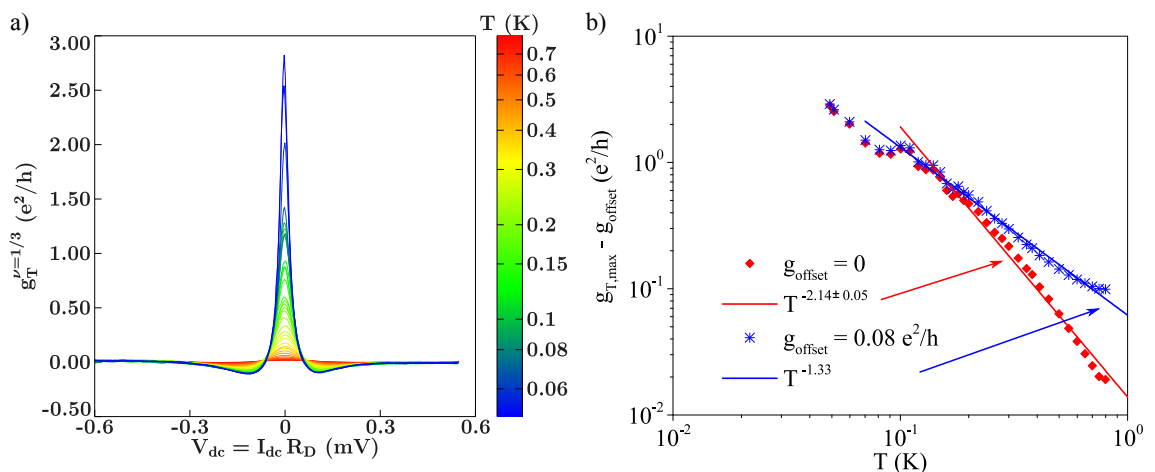 a)
T (K)
3.00
2.50
2.00
1.50
1.00
0.50
0.00
-0.50
g_T^{ν=1/3} (e²/h)
-0.6
-0.3
0
0.3
0.6
V_dc = I_dc R_D (mV)
0.7
0.6
0.5
0.4
0.3
0.2
0.15
0.1
0.08
0.06
b)
10^1
10^0
10^-1
10^-2
g_T,max - g_offset (e²/h)
g_offset = 0
T^-2.14± 0.05
g_offset = 0.08 e²/h
T^-1.33
10^-2
10^-1
10^0
T (K)